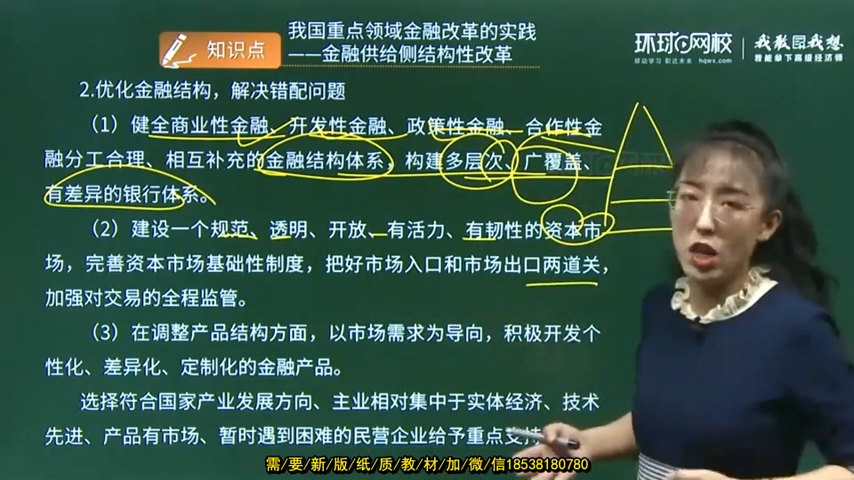 我国重点领域金融改革的实践
知识点
——金融供给侧结构性改革
环球网校
移动学习 职达未来 hqwx.com
我敢因我想
我能拿下高级经济师
2.优化金融结构，解决错配问题
（1）健全商业性金融、开发性金融、政策性金融、合作性金
融分工合理、相互补充的金融结构体系，构建多层次、广覆盖、
有差异的银行体系。
（2）建设一个规范、透明、开放、有活力、有韧性的资本市
场，完善资本市场基础性制度，把好市场入口和市场出口两道关，
加强对交易的全程监管。
（3）在调整产品结构方面，以市场需求为导向，积极开发个
性化、差异化、定制化的金融产品。
选择符合国家产业发展方向、主业相对集中于实体经济、技术
先进、产品有市场、暂时遇到困难的民营企业给予重点支持
需/要/新/版/纸/质/教/材/加/微/信18538180780